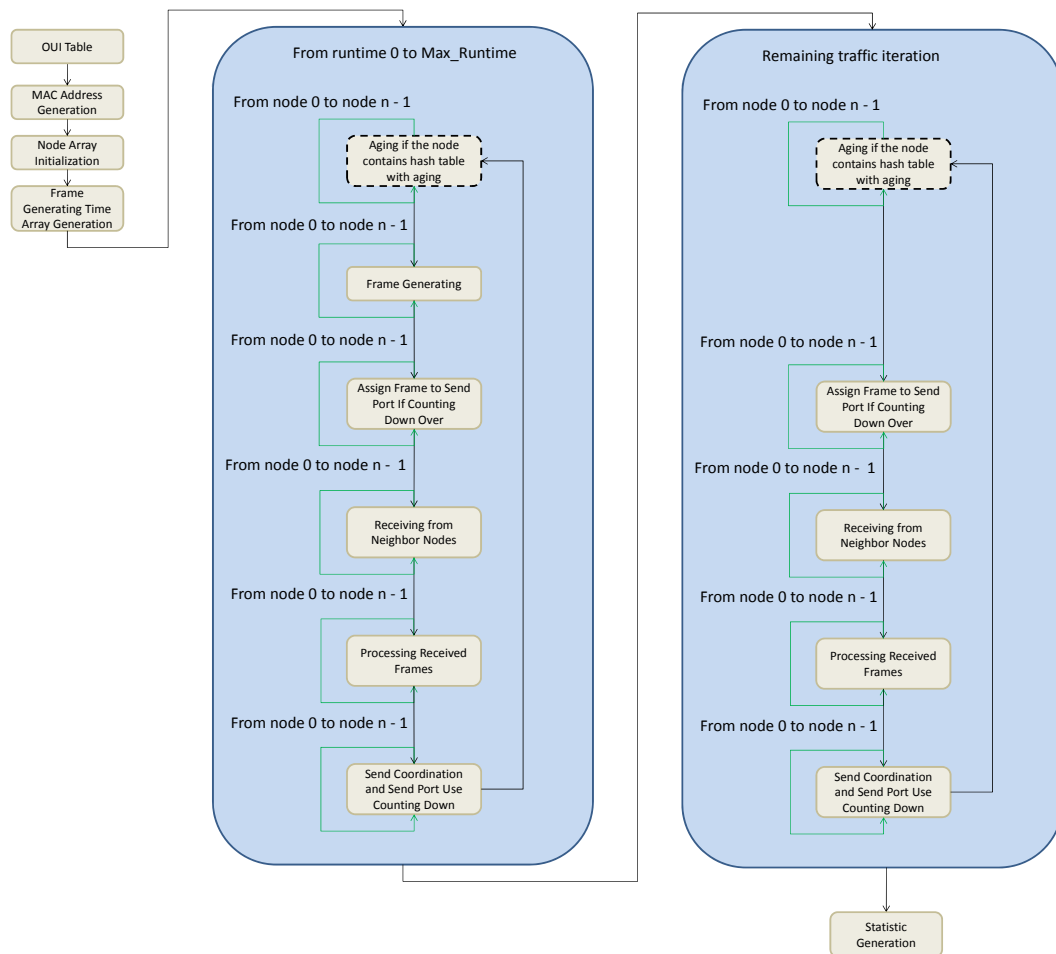 OUI Table
MAC Address
Generation
Node Array
Initialization
Frame
Generating Time
Array Generation
From runtime 0 to Max_Runtime
From node 0 to node n - 1
Aging if the node
contains hash table
with aging
From node 0 to node n - 1
Frame Generating
From node 0 to node n - 1
Assign Frame to Send
Port If Counting
Down Over
From node 0 to node n - 1
Receiving from
Neighbor Nodes
From node 0 to node n - 1
Processing Received
Frames
From node 0 to node n - 1
Send Coordination
and Send Port Use
Counting Down
Remaining traffic iteration
From node 0 to node n - 1
Aging if the node
contains hash table
with aging
From node 0 to node n - 1
Assign Frame to Send
Port If Counting
Down Over
From node 0 to node n - 1
Receiving from
Neighbor Nodes
From node 0 to node n - 1
Processing Received
Frames
From node 0 to node n - 1
Send Coordination
and Send Port Use
Counting Down
Statistic
Generation